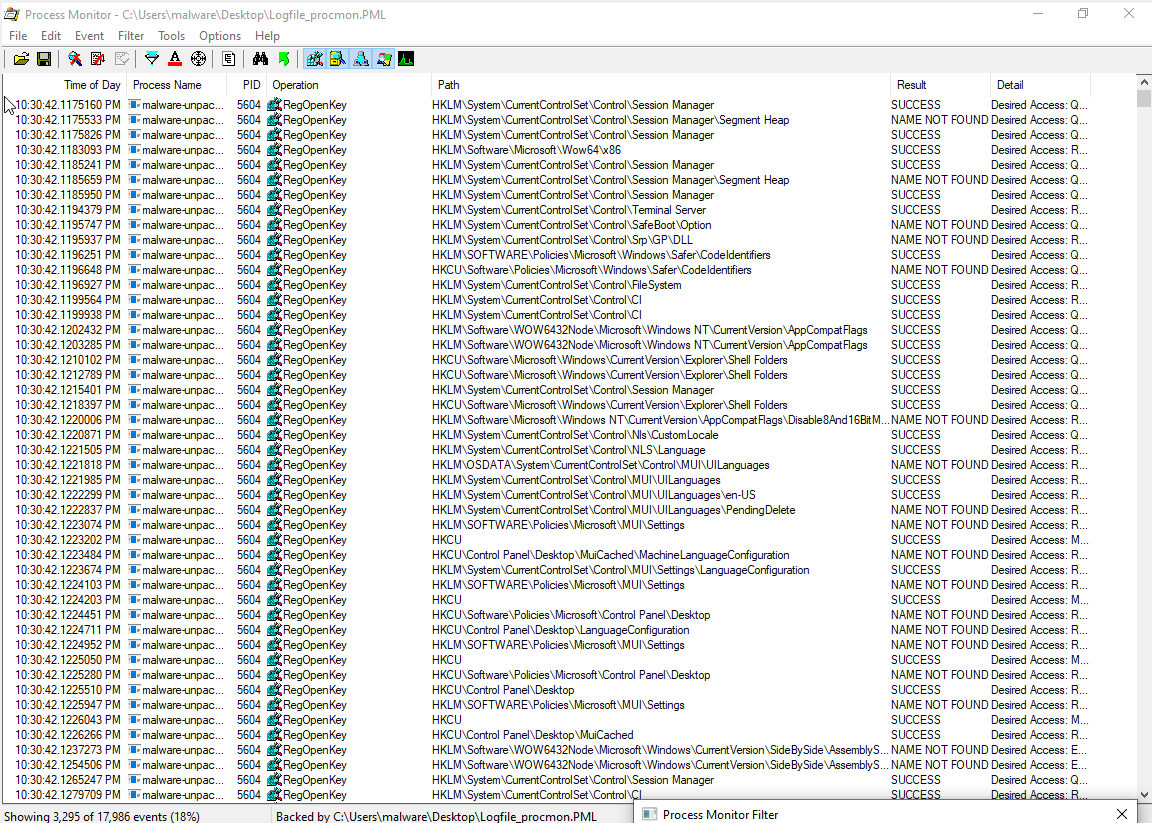 Process Monitor - C:\Users\malware\Desktop\Logfile_procmon.PML
File Edit Event Filter Tools Options Help
Time of Day Process Name PID Operation Path Result Detail
10:30:42.1175160 PM malware-unpac... 5604 RegOpenKey HKLM\System\CurrentControlSet\Control\Session Manager SUCCESS Desired Access: Q...
10:30:42.1175533 PM malware-unpac... 5604 RegOpenKey HKLM\System\CurrentControlSet\Control\Session Manager\Segment Heap NAME NOT FOUND Desired Access: Q...
10:30:42.1175826 PM malware-unpac... 5604 RegOpenKey HKLM\System\CurrentControlSet\Control\Session Manager SUCCESS Desired Access: Q...
10:30:42.1183093 PM malware-unpac... 5604 RegOpenKey HKLM\Software\Microsoft\Wow64\x86 SUCCESS Desired Access: R...
10:30:42.1185241 PM malware-unpac... 5604 RegOpenKey HKLM\System\CurrentControlSet\Control\Session Manager SUCCESS Desired Access: Q...
10:30:42.1185659 PM malware-unpac... 5604 RegOpenKey HKLM\System\CurrentControlSet\Control\Session Manager\Segment Heap NAME NOT FOUND Desired Access: Q...
10:30:42.1185950 PM malware-unpac... 5604 RegOpenKey HKLM\System\CurrentControlSet\Control\Session Manager SUCCESS Desired Access: Q...
10:30:42.1194379 PM malware-unpac... 5604 RegOpenKey HKLM\System\CurrentControlSet\Control\Terminal Server SUCCESS Desired Access: R...
10:30:42.1195747 PM malware-unpac... 5604 RegOpenKey HKLM\System\CurrentControlSet\Control\SafeBoot\Option NAME NOT FOUND Desired Access: Q...
10:30:42.1195937 PM malware-unpac... 5604 RegOpenKey HKLM\System\CurrentControlSet\Control\Srp\GP\DLL NAME NOT FOUND Desired Access: R...
10:30:42.1196251 PM malware-unpac... 5604 RegOpenKey HKLM\SOFTWARE\Policies\Microsoft\Windows\Safer\CodeIdentifiers SUCCESS Desired Access: Q...
10:30:42.1196648 PM malware-unpac... 5604 RegOpenKey HKCU\Software\Policies\Microsoft\Windows\Safer\CodeIdentifiers NAME NOT FOUND Desired Access: Q...
10:30:42.1196927 PM malware-unpac... 5604 RegOpenKey HKLM\System\CurrentControlSet\Control\FileSystem SUCCESS Desired Access: R...
10:30:42.1199564 PM malware-unpac... 5604 RegOpenKey HKLM\System\CurrentControlSet\Control\CI SUCCESS Desired Access: R...
10:30:42.1199938 PM malware-unpac... 5604 RegOpenKey HKLM\System\CurrentControlSet\Control\CI SUCCESS Desired Access: Q...
10:30:42.1202432 PM malware-unpac... 5604 RegOpenKey HKLM\Software\WOW6432Node\Microsoft\Windows NT\CurrentVersion\AppCompatFlags SUCCESS Desired Access: Q...
10:30:42.1203285 PM malware-unpac... 5604 RegOpenKey HKLM\Software\WOW6432Node\Microsoft\Windows NT\CurrentVersion\AppCompatFlags SUCCESS Desired Access: Q...
10:30:42.1210102 PM malware-unpac... 5604 RegOpenKey HKCU\Software\Microsoft\Windows\CurrentVersion\Explorer\Shell Folders SUCCESS Desired Access: Q...
10:30:42.1212789 PM malware-unpac... 5604 RegOpenKey HKCU\Software\Microsoft\Windows\CurrentVersion\Explorer\Shell Folders SUCCESS Desired Access: Q...
10:30:42.1215401 PM malware-unpac... 5604 RegOpenKey HKLM\System\CurrentControlSet\Control\Session Manager SUCCESS Desired Access: Q...
10:30:42.1218397 PM malware-unpac... 5604 RegOpenKey HKCU\Software\Microsoft\Windows\CurrentVersion\Explorer\Shell Folders SUCCESS Desired Access: Q...
10:30:42.1220006 PM malware-unpac... 5604 RegOpenKey HKLM\Software\Microsoft\Windows NT\CurrentVersion\AppCompatFlags\Disable8And16BitM... NAME NOT FOUND Desired Access: R...
10:30:42.1220871 PM malware-unpac... 5604 RegOpenKey HKLM\System\CurrentControlSet\Control\Nls\CustomLocale SUCCESS Desired Access: Q...
10:30:42.1221505 PM malware-unpac... 5604 RegOpenKey HKLM\System\CurrentControlSet\Control\NLS\Language SUCCESS Desired Access: R...
10:30:42.1221818 PM malware-unpac... 5604 RegOpenKey HKLM\OSDATA\System\CurrentControlSet\Control\MUI\UILanguages NAME NOT FOUND Desired Access: R...
10:30:42.1221985 PM malware-unpac... 5604 RegOpenKey HKLM\System\CurrentControlSet\Control\MUI\UILanguages SUCCESS Desired Access: R...
10:30:42.1222299 PM malware-unpac... 5604 RegOpenKey HKLM\System\CurrentControlSet\Control\MUI\UILanguages\en-US SUCCESS Desired Access: R...
10:30:42.1222837 PM malware-unpac... 5604 RegOpenKey HKLM\System\CurrentControlSet\Control\MUI\UILanguages\PendingDelete NAME NOT FOUND Desired Access: R...
10:30:42.1223074 PM malware-unpac... 5604 RegOpenKey HKLM\SOFTWARE\Policies\Microsoft\MUI\Settings NAME NOT FOUND Desired Access: R...
10:30:42.1223202 PM malware-unpac... 5604 RegOpenKey HKCU SUCCESS Desired Access: M...
10:30:42.1223484 PM malware-unpac... 5604 RegOpenKey HKCU\Control Panel\Desktop\MuiCached\MachineLanguageConfiguration NAME NOT FOUND Desired Access: R...
10:30:42.1223674 PM malware-unpac... 5604 RegOpenKey HKLM\System\CurrentControlSet\Control\MUI\Settings\LanguageConfiguration SUCCESS Desired Access: R...
10:30:42.1224103 PM malware-unpac... 5604 RegOpenKey HKLM\SOFTWARE\Policies\Microsoft\MUI\Settings NAME NOT FOUND Desired Access: R...
10:30:42.1224203 PM malware-unpac... 5604 RegOpenKey HKCU SUCCESS Desired Access: M...
10:30:42.1224451 PM malware-unpac... 5604 RegOpenKey HKCU\Software\Policies\Microsoft\Control Panel\Desktop NAME NOT FOUND Desired Access: R...
10:30:42.1224711 PM malware-unpac... 5604 RegOpenKey HKCU\Control Panel\Desktop\LanguageConfiguration NAME NOT FOUND Desired Access: R...
10:30:42.1224952 PM malware-unpac... 5604 RegOpenKey HKLM\SOFTWARE\Policies\Microsoft\MUI\Settings NAME NOT FOUND Desired Access: R...
10:30:42.1225050 PM malware-unpac... 5604 RegOpenKey HKCU SUCCESS Desired Access: M...
10:30:42.1225280 PM malware-unpac... 5604 RegOpenKey HKCU\Software\Policies\Microsoft\Control Panel\Desktop NAME NOT FOUND Desired Access: R...
10:30:42.1225510 PM malware-unpac... 5604 RegOpenKey HKCU\Control Panel\Desktop SUCCESS Desired Access: R...
10:30:42.1225947 PM malware-unpac... 5604 RegOpenKey HKLM\SOFTWARE\Policies\Microsoft\MUI\Settings NAME NOT FOUND Desired Access: R...
10:30:42.1226043 PM malware-unpac... 5604 RegOpenKey HKCU SUCCESS Desired Access: M...
10:30:42.1226266 PM malware-unpac... 5604 RegOpenKey HKCU\Control Panel\Desktop\MuiCached SUCCESS Desired Access: R...
10:30:42.1237273 PM malware-unpac... 5604 RegOpenKey HKLM\Software\WOW6432Node\Microsoft\Windows\CurrentVersion\SideBySide\AssemblyS... NAME NOT FOUND Desired Access: E...
10:30:42.1254506 PM malware-unpac... 5604 RegOpenKey HKLM\Software\WOW6432Node\Microsoft\Windows\CurrentVersion\SideBySide\AssemblyS... NAME NOT FOUND Desired Access: E...
10:30:42.1265247 PM malware-unpac... 5604 RegOpenKey HKLM\System\CurrentControlSet\Control\Session Manager SUCCESS Desired Access: Q...
10:30:42.1279709 PM malware-unpac... 5604 RegOpenKey HKLM\System\CurrentControlSet\Control\CI SUCCESS Desired Access: R...
Showing 3,295 of 17,986 events (18%) Backed by C:\Users\malware\Desktop\Logfile_procmon.PML
Process Monitor Filter